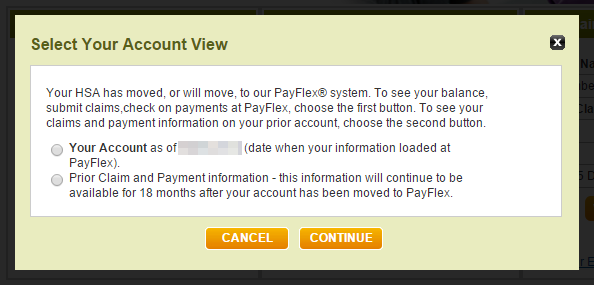 Select Your Account View
Your HSA has moved, or will move, to our PayFlex® system. To see your balance,
submit claims,check on payments at PayFlex, choose the first button. To see your
claims and payment information on your prior account, choose the second button.
Your Account as of (date when your information loaded at
PayFlex).
Prior Claim and Payment information - this information will continue to be
available for 18 months after your account has been moved to PayFlex.
CANCEL
CONTINUE